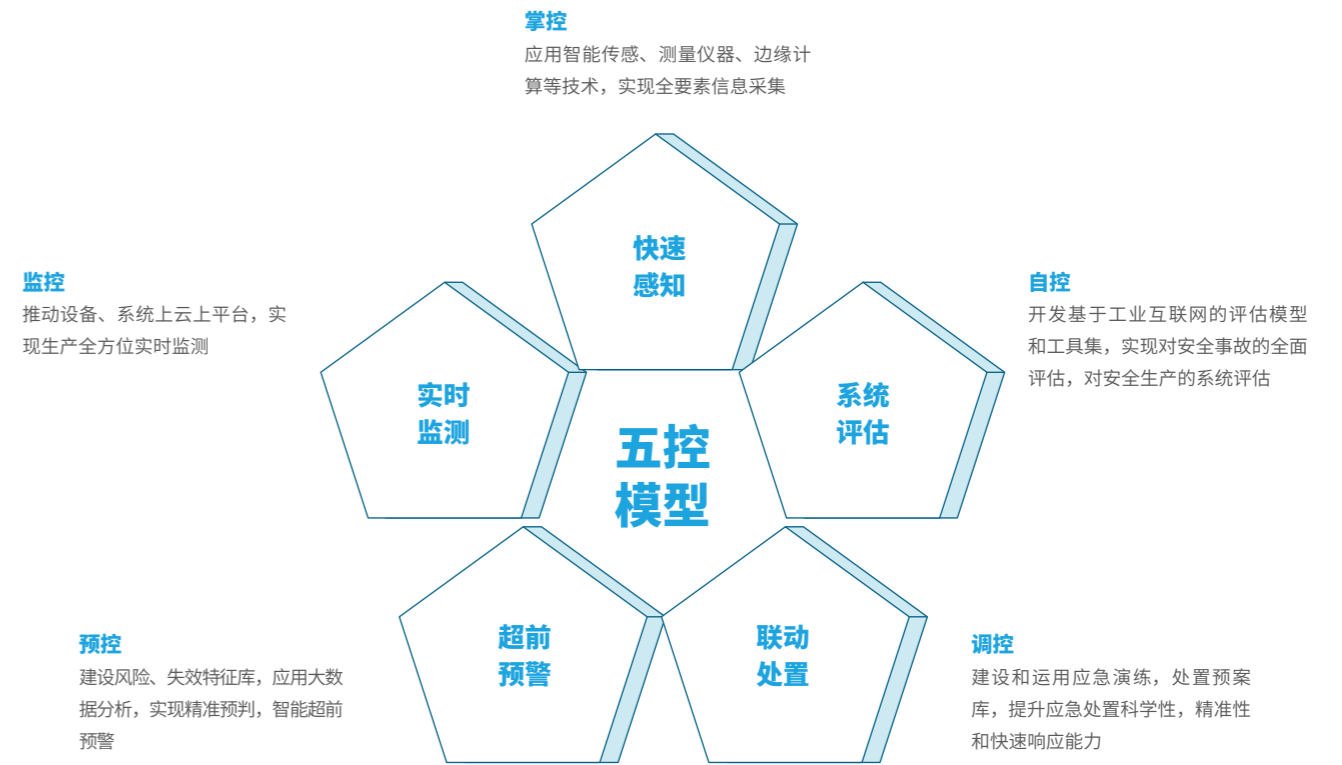 掌控
应用智能传感、测量仪器、边缘计
算等技术，实现全要素信息采集
快速
感知
监控
推动设备、系统上云上平台，实
现生产全方位实时监测
实时
监测
自控
开发基于工业互联网的评估模型
和工具集，实现对安全事故的全面
评估，对安全生产的系统评估
系统
评估
五控
模型
预控
建设风险、失效特征库，应用大数
据分析，实现精准预判，智能超前
预警
超前
预警
联动
处置
调控
建设和运用应急演练，处置预案
库，提升应急处置科学性，精准性
和快速响应能力